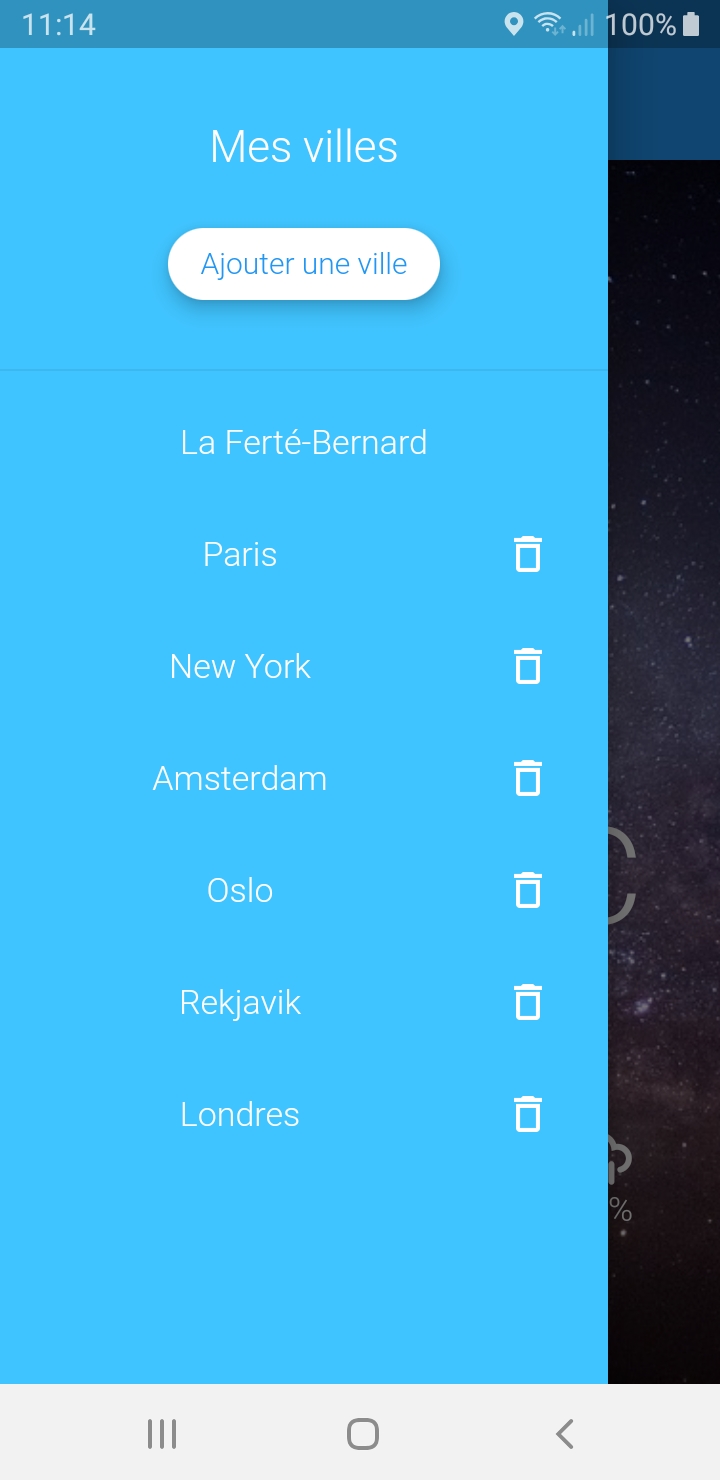 11:14 100%
Mes villes
Ajouter une ville
La Ferté-Bernard
Paris
New York
Amsterdam
Oslo
Rekjavik
Londres
C
%